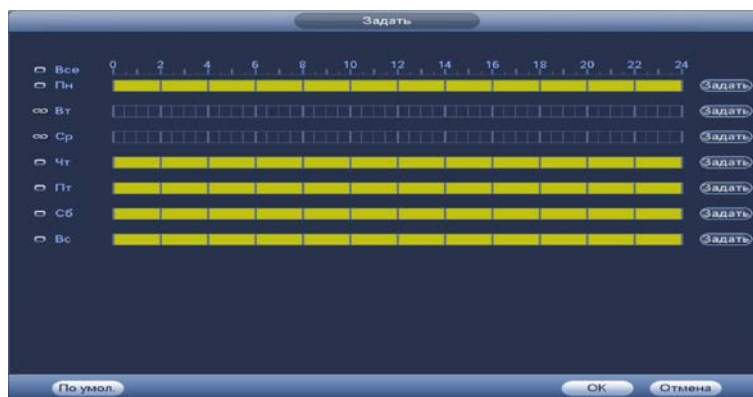 Задать
0 2 4 6 8 10 12 14 16 18 20 22 24
Все
Пн Задать
Вт Задать
Ср Задать
Чт Задать
Пт Задать
Сб Задать
Вс Задать
По умол. OK Отмена